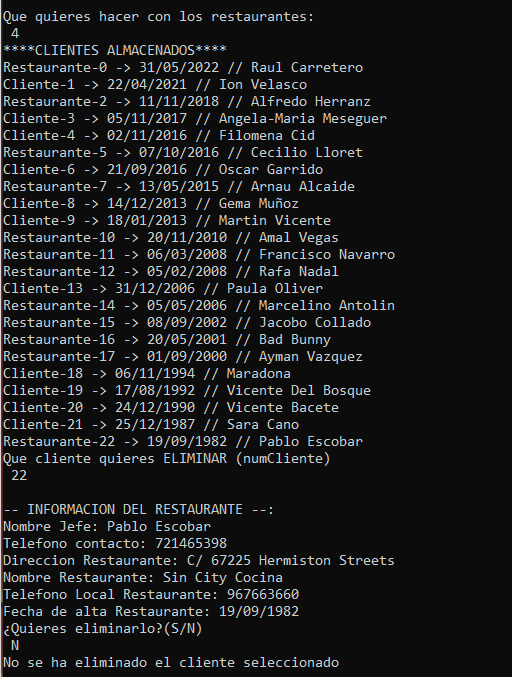 Que quieres hacer con los restaurantes:
4
****CLIENTES ALMACENADOS****
Restaurante-0 -> 31/05/2022 // Raul Carretero
Cliente-1 -> 22/04/2021 // Ion Velasco
Restaurante-2 -> 11/11/2018 // Alfredo Herranz
Cliente-3 -> 05/11/2017 // Angela-Maria Meseguer
Cliente-4 -> 02/11/2016 // Filomena Cid
Restaurante-5 -> 07/10/2016 // Cecilio Lloret
Cliente-6 -> 21/09/2016 // Oscar Garrido
Restaurante-7 -> 13/05/2015 // Arnau Alcaide
Cliente-8 -> 14/12/2013 // Gema Muñoz
Cliente-9 -> 18/01/2013 // Martin Vicente
Restaurante-10 -> 20/11/2010 // Amal Vegas
Restaurante-11 -> 06/03/2008 // Francisco Navarro
Restaurante-12 -> 05/02/2008 // Rafa Nadal
Cliente-13 -> 31/12/2006 // Paula Oliver
Restaurante-14 -> 05/05/2006 // Marcelino Antolin
Restaurante-15 -> 08/09/2002 // Jacobo Collado
Restaurante-16 -> 20/05/2001 // Bad Bunny
Restaurante-17 -> 01/09/2000 // Ayman Vazquez
Cliente-18 -> 06/11/1994 // Maradona
Cliente-19 -> 17/08/1992 // Vicente Del Bosque
Cliente-20 -> 24/12/1990 // Vicente Bacete
Cliente-21 -> 25/12/1987 // Sara Cano
Restaurante-22 -> 19/09/1982 // Pablo Escobar
Que cliente quieres ELIMINAR (numCliente)
22
-- INFORMACION DEL RESTAURANTE --:
Nombre Jefe: Pablo Escobar
Telefono contacto: 721465398
Direccion Restaurante: C/ 67225 Hermiston Streets
Nombre Restaurante: Sin City Cocina
Telefono Local Restaurante: 967663660
Fecha de alta Restaurante: 19/09/1982
¿Quieres eliminarlo?(S/N)
N
No se ha eliminado el cliente seleccionado